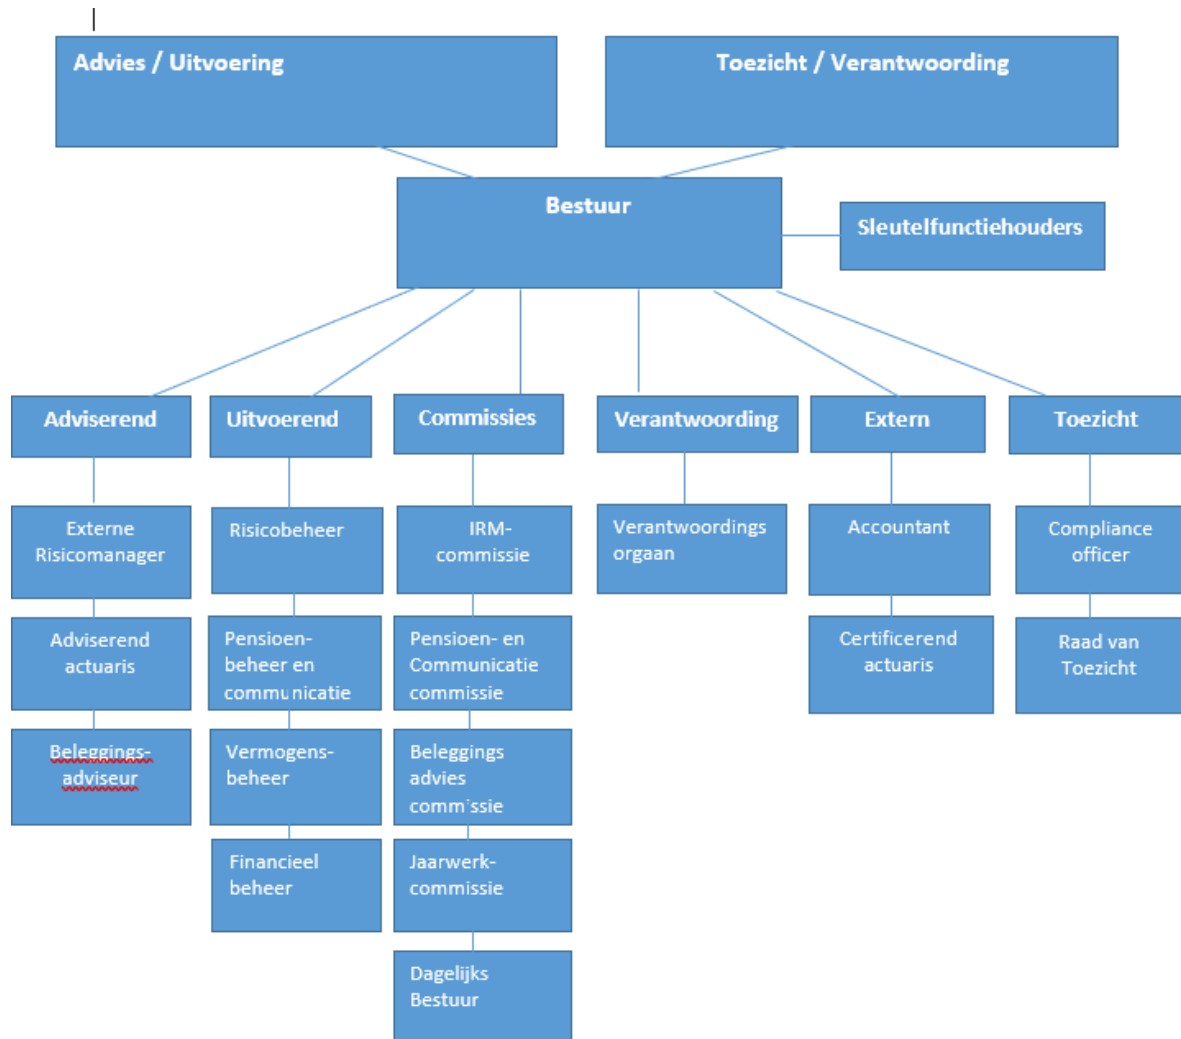 Advies / Uitvoering
Toezicht / Verantwoording
Bestuur
Sleutelfunctiehouders
Adviserend
Uitvoerend
Commissies
Verantwoording
Extern
Toezicht
Externe
Risicomanager
Adviserend
actuaris
Beleggings-
adviseur
Risicobeheer
Pensioen-
beheer en
communicatie
Vermogens-
beheer
Financieel
beheer
IRM-
commissie
Pensioen- en
Communicatie
commissie
Beleggings
advies
commissie
Jaarwerk-
commissie
Dagelijks
Bestuur
Verantwoordings
orgaan
Accountant
Certificerend
actuaris
Compliance
officer
Raad van
Toezicht